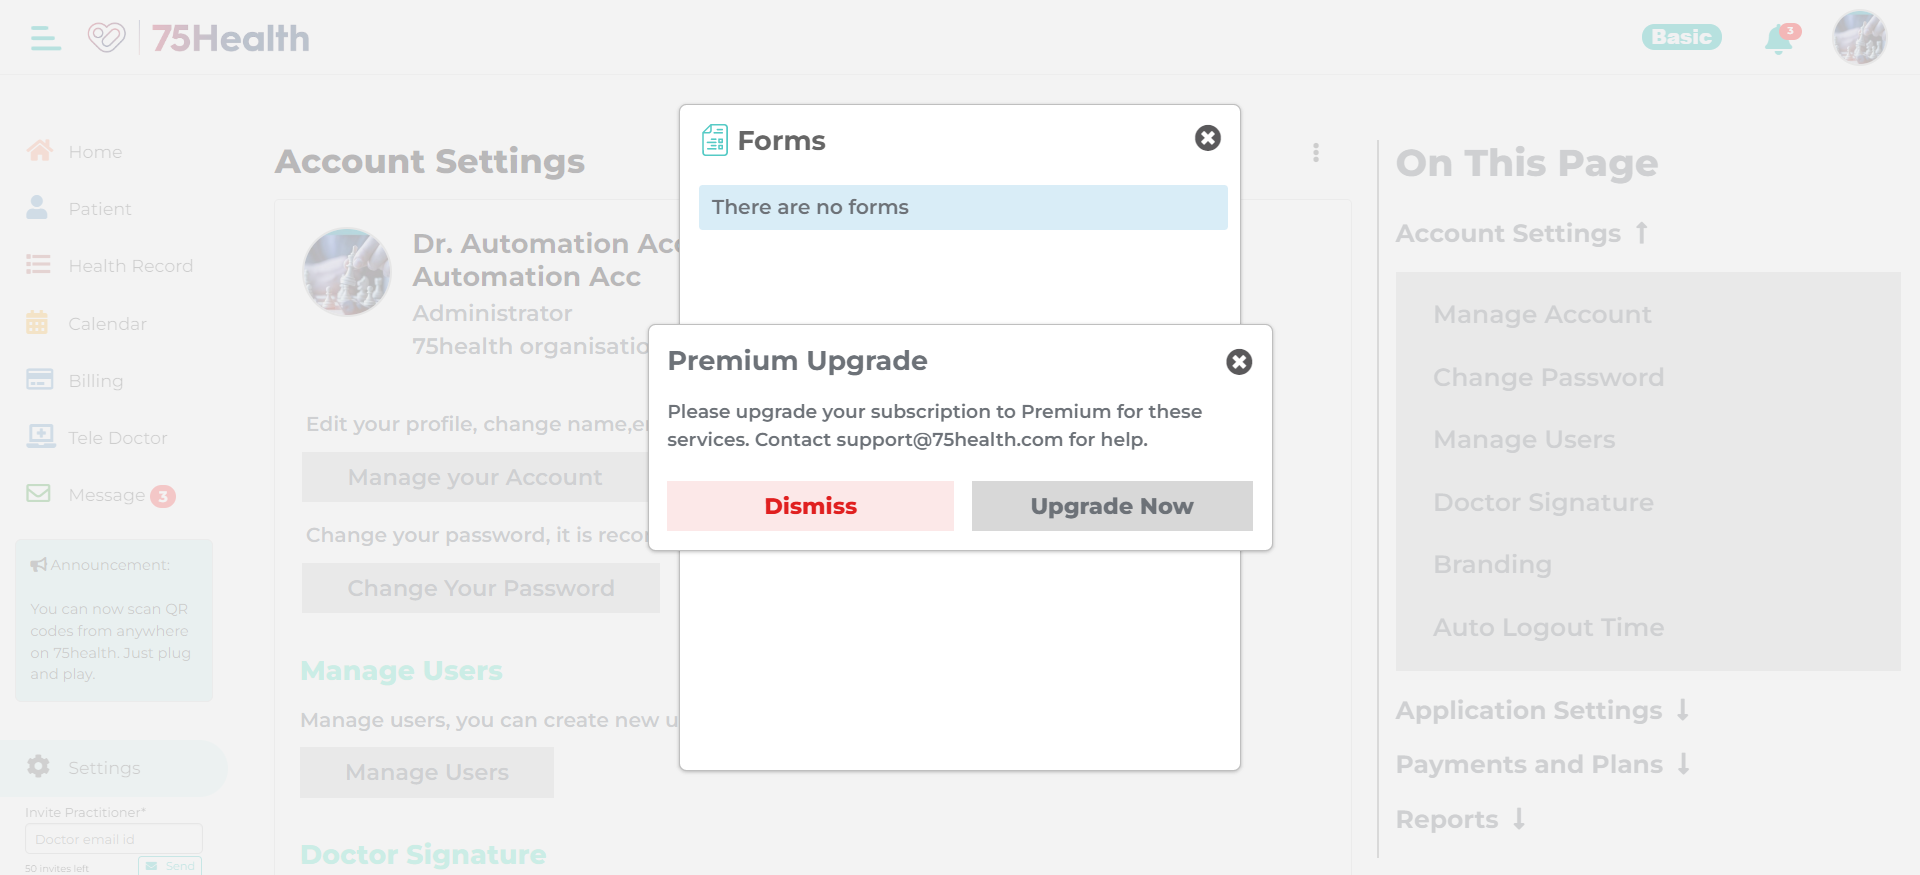 75Health
Basic
3
Home
Patient
Health Record
Calendar
Billing
Tele Doctor
Message 3
Announcement:
You can now scan QR
codes from anywhere
on 75health. Just plug
and play.
Settings
Invite Practitioner*
Doctor email id
50 invites left
Send
Account Settings
Dr. Automation Acc
Automation Acc
Administrator
75health organisatio
Edit your profile, change name,e
Manage your Account
Change your password, it is reco
Change Your Password
Manage Users
Manage users, you can create new u
Manage Users
Doctor Signature
Forms
There are no forms
Premium Upgrade
Please upgrade your subscription to Premium for these
services. Contact support@75health.com for help.
Dismiss
Upgrade Now
On This Page
Account Settings
Manage Account
Change Password
Manage Users
Doctor Signature
Branding
Auto Logout Time
Application Settings
Payments and Plans
Reports